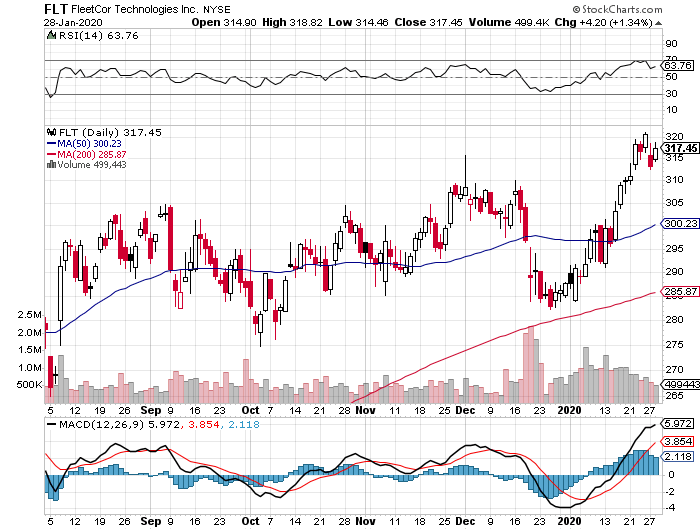 FLT FleetCor Technologies Inc. NYSE © StockCharts.com
28-Jan-2020 Open 314.90 High 318.82 Low 314.46 Close 317.45 Volume 499.4K Chg +4.20 (+1.34%)
RSI(14) 63.76
90
70
63.76
50
30
10
FLT (Daily) 317.45
MA(50) 300.23
MA(200) 285.87
Volume 499,443
320
317.45
315
310
305
300.23
295
290
285.87
285
280
275
270
265
2.5M
2.0M
1.5M
1.0M
500K
499443
5 12 19 26 Sep 9 16 23 Oct 7 14 21 28 Nov 11 18 25 Dec 9 16 23 2020 13 21 27
MACD(12,26,9) 5.972, 3.854, 2.118
5.972
3.854
2.118
0
4
2
0
-2
-4
5 12 19 26 Sep 9 16 23 Oct 7 14 21 28 Nov 11 18 25 Dec 9 16 23 2020 13 21 27